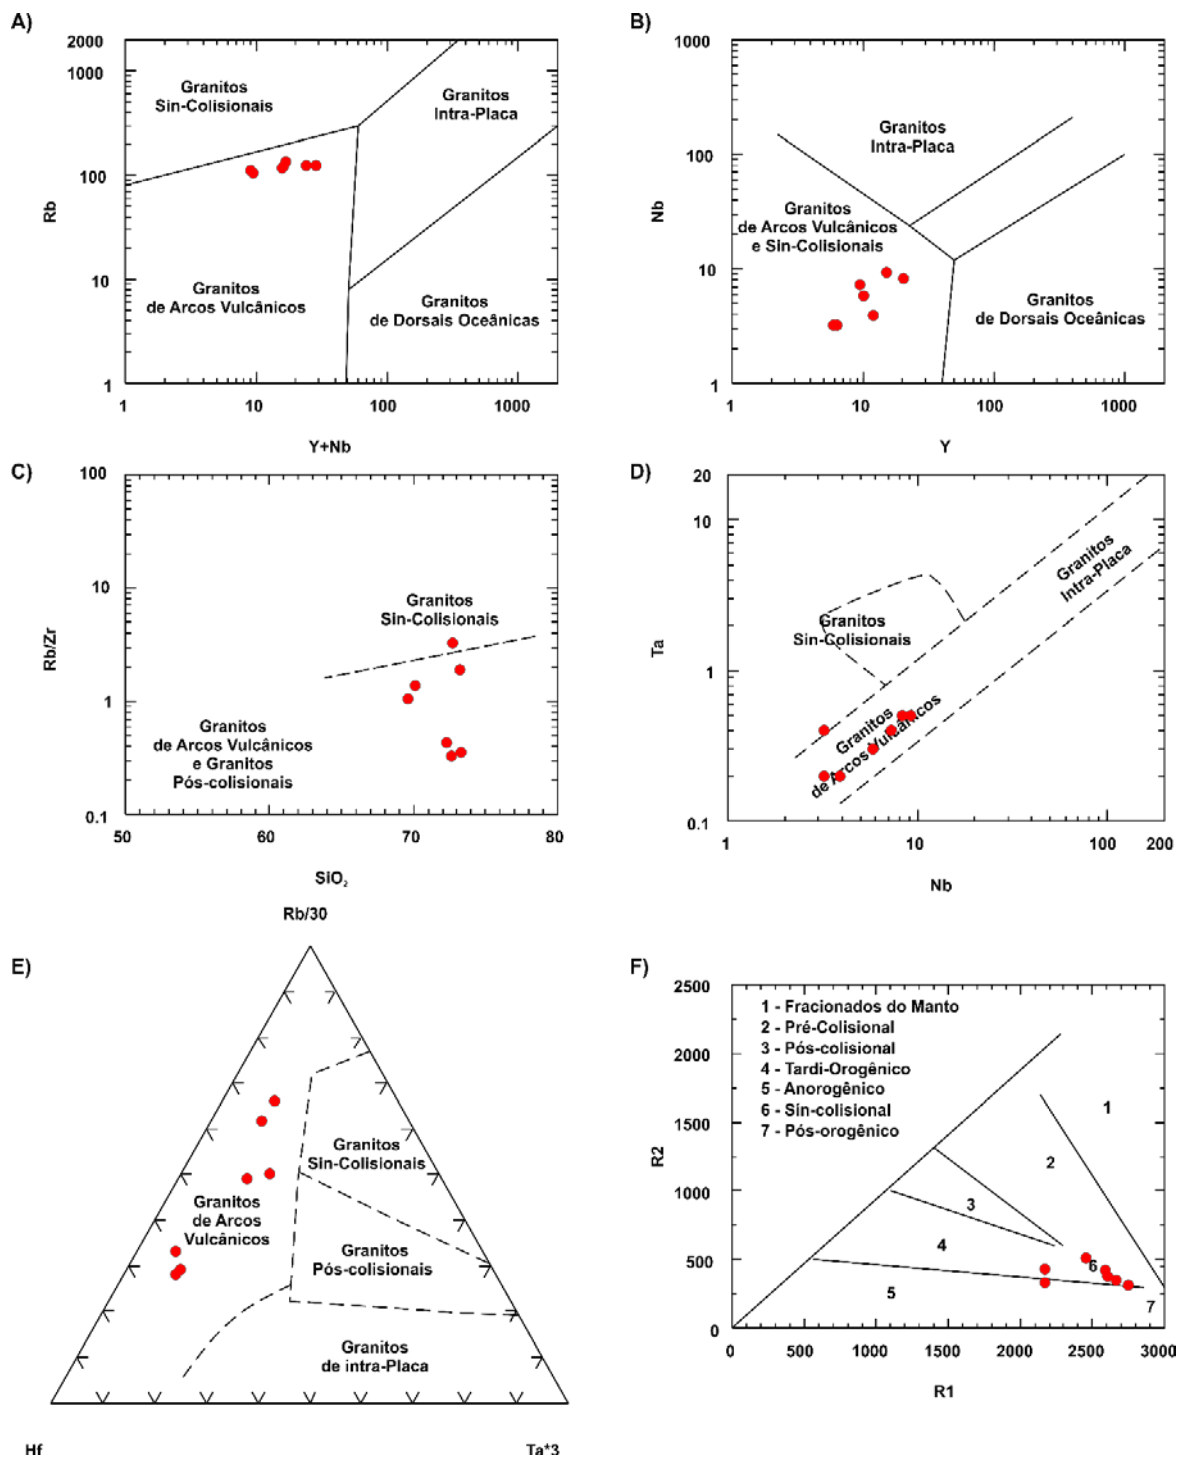 A)
2000
1000
100
10
1
Rb
Granitos
Sin-Colisionais
Granitos
Intra-Placa
Granitos
de Arcos Vulcânicos
Granitos
de Dorsais Oceânicas
1
10
100
1000
Y+Nb
B)
1000
100
10
1
Nb
Granitos
Intra-Placa
Granitos
de Arcos Vulcânicos
e Sin-Colisionais
Granitos
de Dorsais Oceânicas
1
10
100
1000
Y
C)
100
10
1
0.1
Rb/Zr
Granitos
Sin-Colisionais
Granitos
de Arcos Vulcânicos
e Granitos
Pós-colisionais
50
60
70
80
SiO₂
D)
20
10
1
0.1
Ta
Granitos
Intra-Placa
Granitos
Sin-Colisionais
Granitos
de Arcos Vulcânicos
1
10
100
200
Nb
E)
Rb/30
Granitos
Sin-Colisionais
Granitos
de Arcos
Vulcânicos
Granitos
Pós-colisionais
Granitos
de intra-Placa
Hf
Ta*3
F)
2500
2000
1500
1000
500
0
R2
1 - Fracionados do Manto
2 - Pré-Colisional
3 - Pós-colisional
4 - Tardi-Orogênico
5 - Anorogênico
6 - Sin-colisional
7 - Pós-orogênico
1
2
3
4
5
6
7
0
500
1000
1500
2000
2500
3000
R1